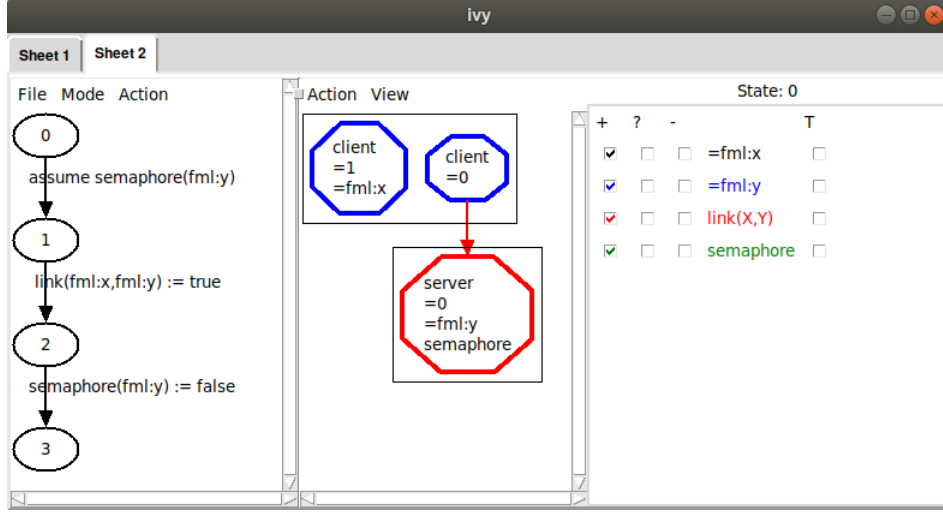 ivy
Sheet 1 Sheet 2
File Mode Action
0
assume semaphore(fml:y)
1
link(fml:x,fml:y) := true
2
semaphore(fml:y) := false
3
Action View
client
=1
=fml:x
client
=0
server
=0
=fml:y
semaphore
State: 0
+ ? - T
=fml:x
=fml:y
link(X,Y)
semaphore